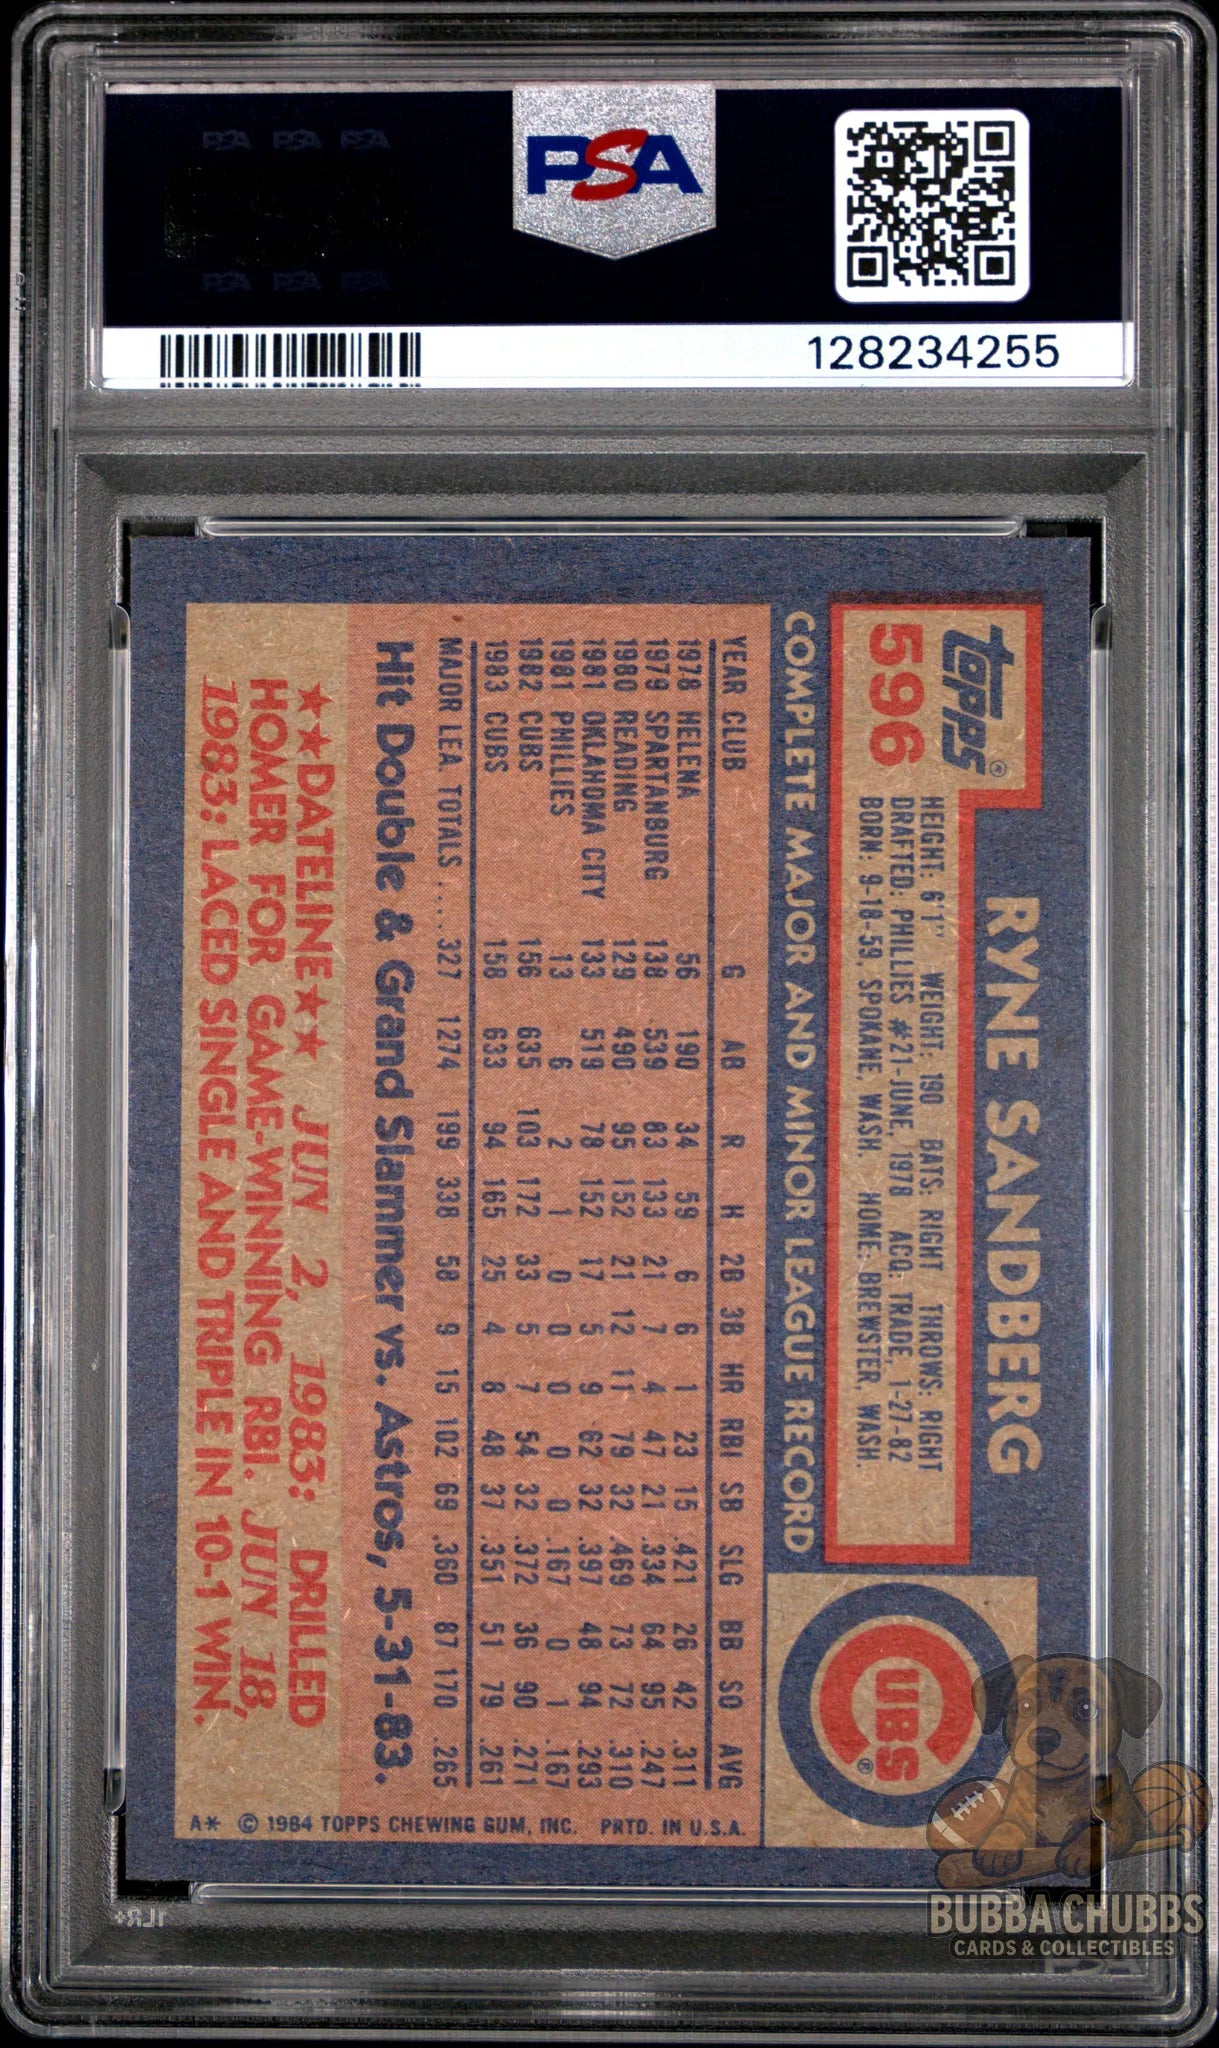 PSA PSA PSA
PSA
PSA PSA PSA
128234255
topps®
596
RYNE SANDBERG
HEIGHT: 6'1" WEIGHT: 190 BATS: RIGHT THROWS: RIGHT
DRAFTED: PHILLIES #21-JUNE, 1978 ACQ: TRADE, 1-27-82
BORN: 9-18-59, SPOKANE, WASH. HOME: BREWSTER, WASH.
CUBS®
COMPLETE MAJOR AND MINOR LEAGUE RECORD
YEAR CLUB G AB R H 2B 3B HR RBI SB SLG BB SO AVG
1978 HELENA 56 190 34 59 6 6 1 23 15 .421 26 42 .311
1979 SPARTANBURG 138 539 83 133 21 7 4 47 21 .334 64 95 .247
1980 READING 129 490 95 152 21 12 11 79 32 .469 73 72 .310
1981 OKLAHOMA CITY 133 519 78 152 17 5 9 62 32 .397 48 94 .293
1981 PHILLIES 13 6 2 1 0 0 0 0 0 .167 0 1 .167
1982 CUBS 156 635 103 172 33 5 7 54 32 .372 36 90 .271
1983 CUBS 158 633 94 165 25 4 8 48 37 .351 51 79 .261
MAJOR LEA. TOTALS .... 327 1274 199 338 58 9 15 102 69 .360 87 170 .265
Hit Double & Grand Slammer vs. Astros, 5-31-83.
★★DATELINE★★ JUN 2, 1983: DRILLED
HOMER FOR GAME-WINNING RBI. JUN 18,
1983: LACED SINGLE AND TRIPLE IN 10-1 WIN.
A* © 1984 TOPPS CHEWING GUM, INC. PRTD. IN U.S.A.
BUBBA CHUBBS
CARDS & COLLECTIBLES
PSA
1LR+